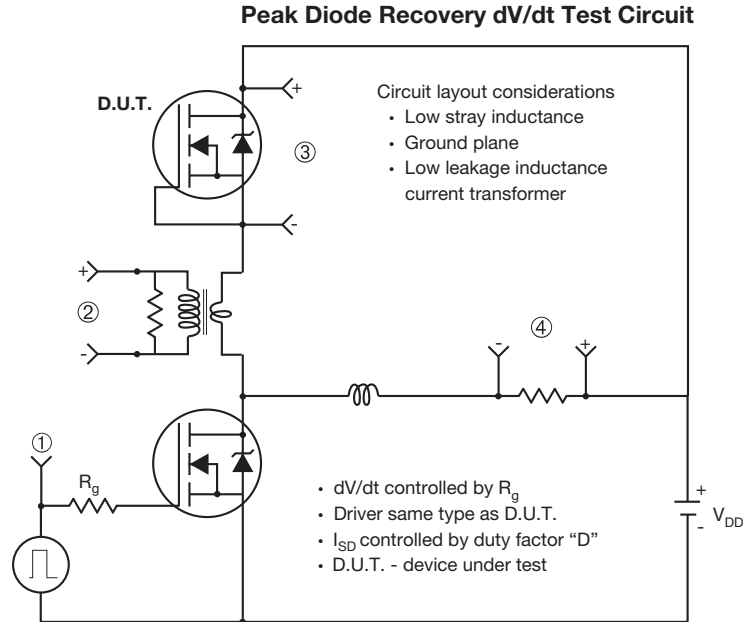 Peak Diode Recovery dV/dt Test Circuit
D.U.T.
+
-
③
Circuit layout considerations
• Low stray inductance
• Ground plane
• Low leakage inductance
current transformer
+
②
-
-
④
+
①
Rg
• dV/dt controlled by Rg
• Driver same type as D.U.T.
• ISD controlled by duty factor “D”
• D.U.T. - device under test
+
-
VDD